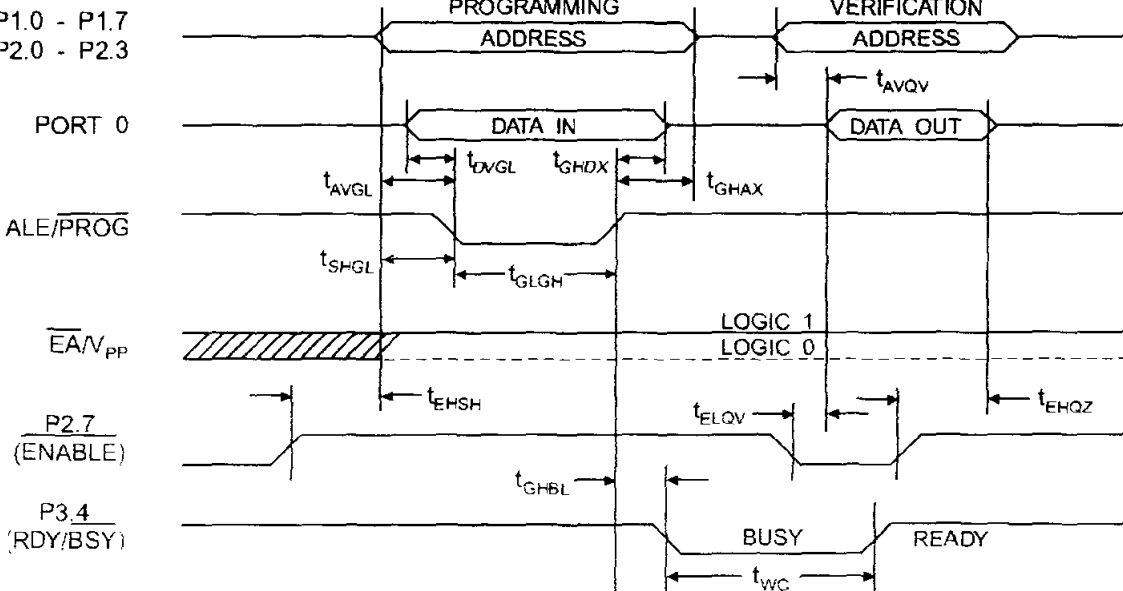 PROGRAMMING
VERIFICATION
P1.0 - P1.7
P2.0 - P2.3
ADDRESS
ADDRESS
tAVQV
PORT 0
DATA IN
DATA OUT
tDVGL
tGHDX
tAVGL
tGHAX
ALE/PROG
tSHGL
tGLGH
LOGIC 1
EA/VPP
LOGIC 0
tEHSH
tELQV
tEHQZ
P2.7
(ENABLE)
tGHBL
P3.4
(RDY/BSY)
BUSY
READY
tWC